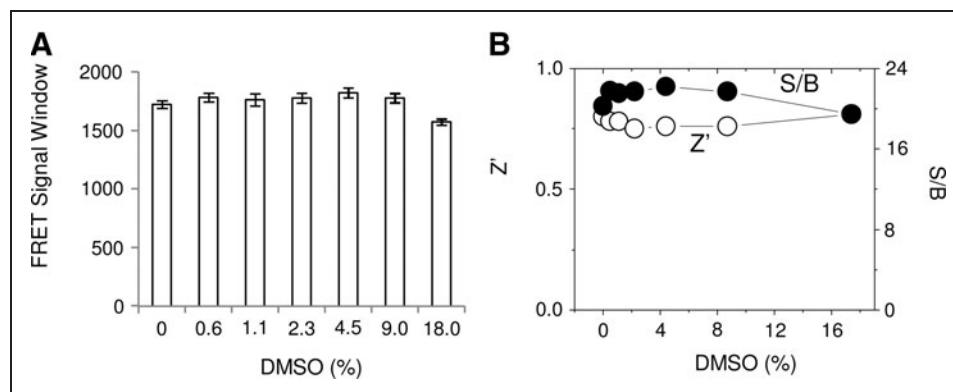 A
FRET Signal Window
2000
1500
1000
500
0
0 0.6 1.1 2.3 4.5 9.0 18.0
DMSO (%)
B
Z'
1.0
0.5
0.0
S/B
Z'
24
16
8
0
S/B
0 4 8 12 16
DMSO (%)